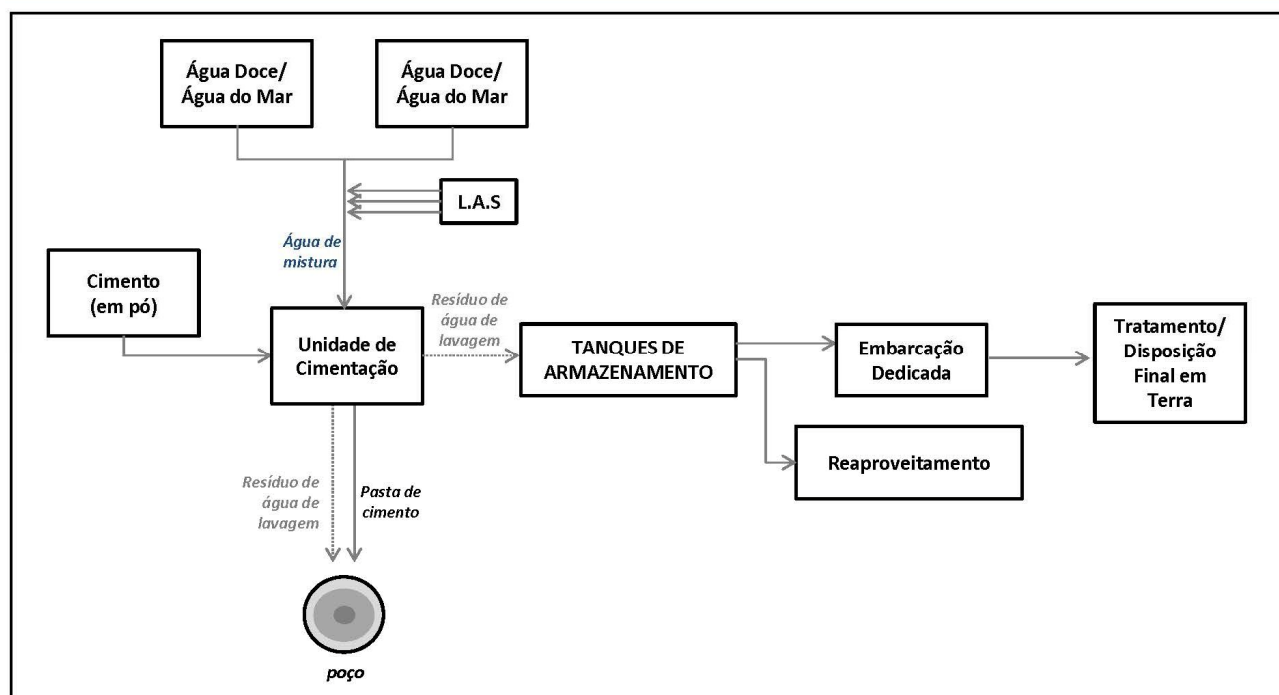 Água Doce/
Água do Mar
Água Doce/
Água do Mar
L.A.S
Água de
mistura
Cimento
(em pó)
Unidade de
Cimentação
Resíduo de
água de
lavagem
TANQUES DE
ARMAZENAMENTO
Embarcação
Dedicada
Tratamento/
Disposição
Final em
Terra
Reaproveitamento
Resíduo de
água de
lavagem
Pasta de
cimento
poço